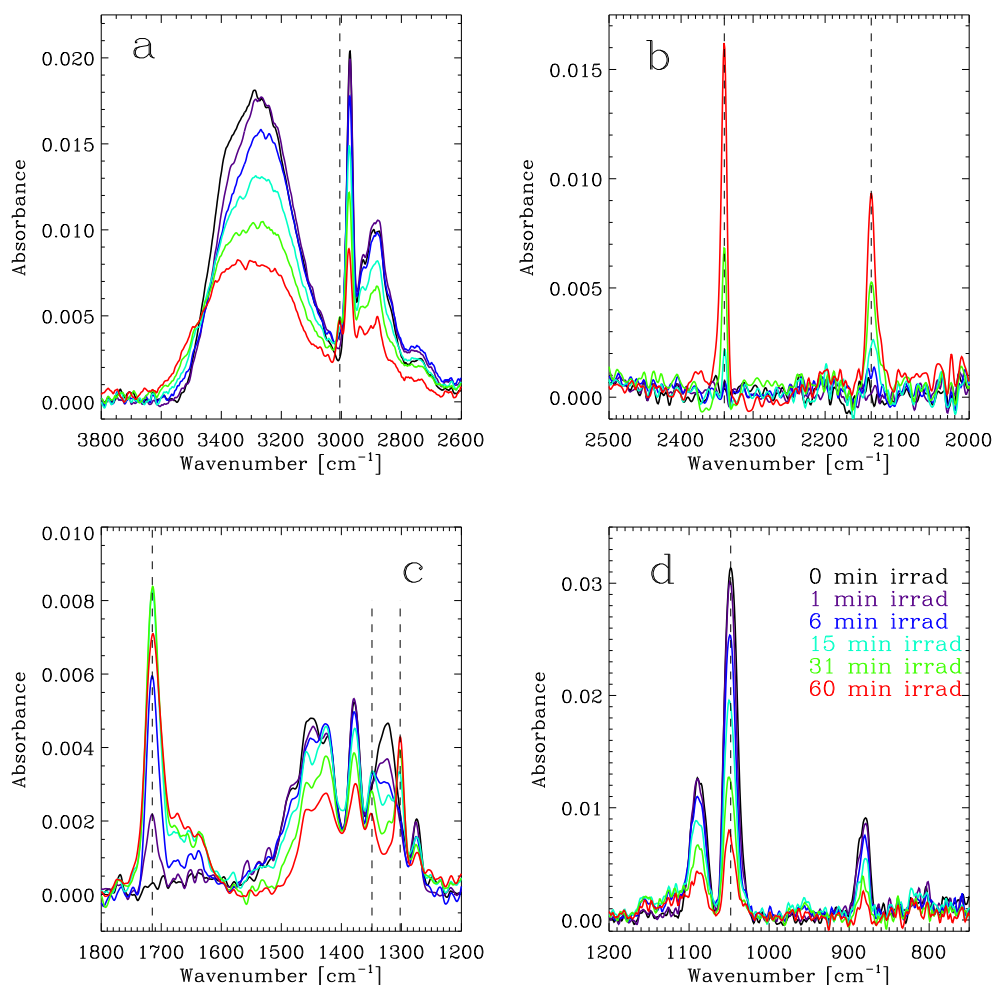 a
0.020
0.015
0.010
0.005
0.000
Absorbance
3800 3600 3400 3200 3000 2800 2600
Wavenumber [cm⁻¹]
b
0.015
0.010
0.005
0.000
Absorbance
2500 2400 2300 2200 2100 2000
Wavenumber [cm⁻¹]
c
0.010
0.008
0.006
0.004
0.002
0.000
Absorbance
1800 1700 1600 1500 1400 1300 1200
Wavenumber [cm⁻¹]
d
0 min irrad
1 min irrad
6 min irrad
15 min irrad
31 min irrad
60 min irrad
0.03
0.02
0.01
0.00
Absorbance
1200 1100 1000 900 800
Wavenumber [cm⁻¹]